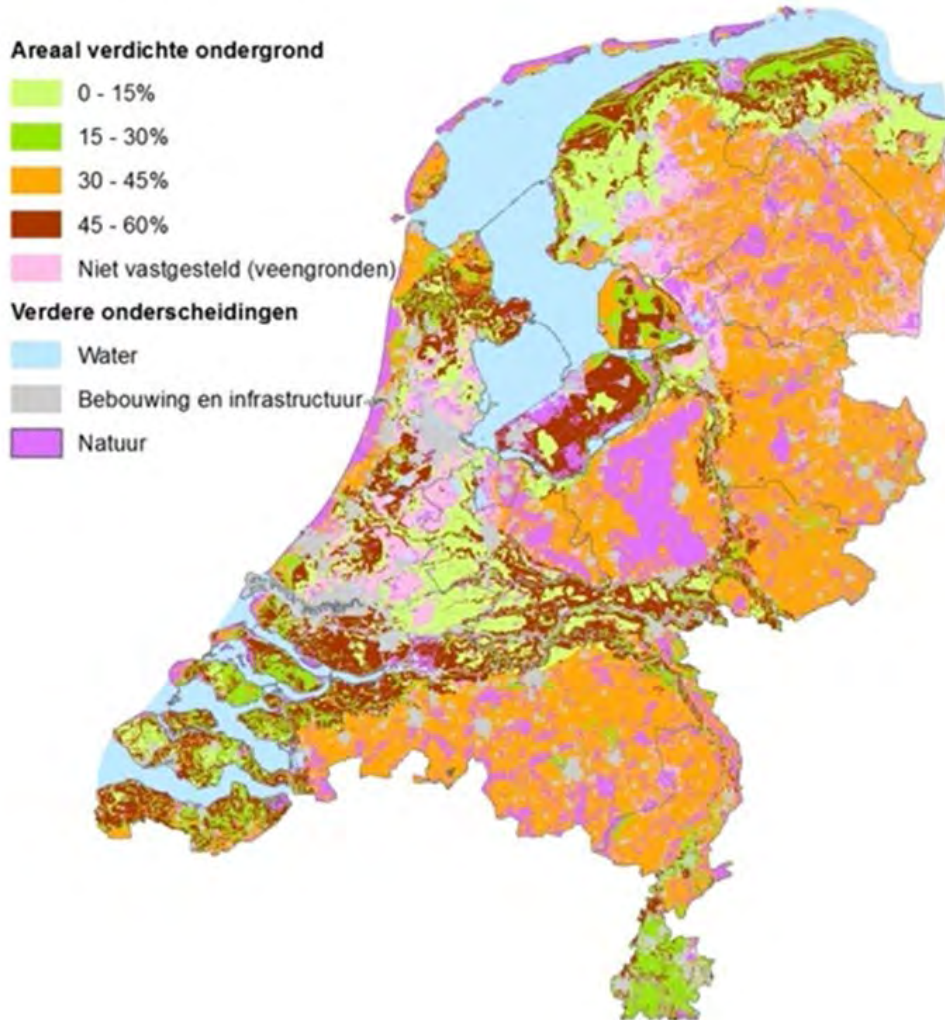 Areaal verdichte ondergrond
0 - 15%
15 - 30%
30 - 45%
45 - 60%
Niet vastgesteld (veengronden)
Verdere onderscheidingen
Water
Bebouwing en infrastructuur
Natuur